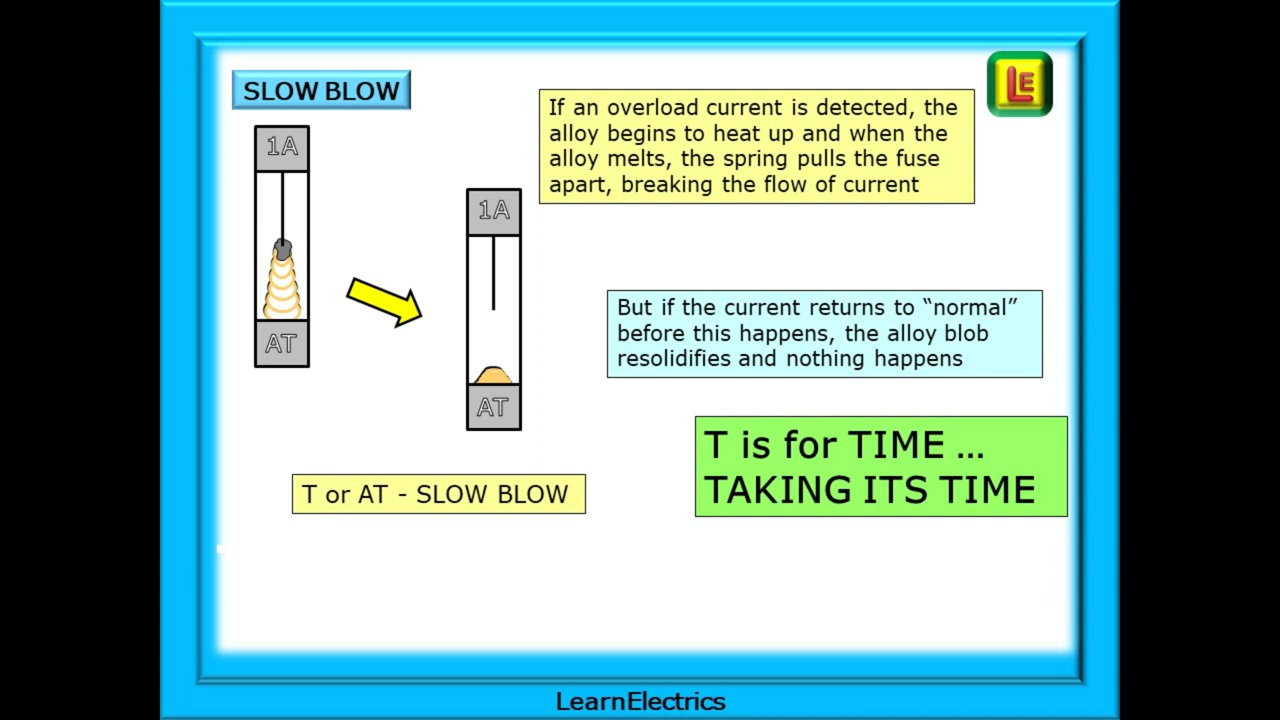 SLOW BLOW
LE
1A
AT
1A
AT
If an overload current is detected, the
alloy begins to heat up and when the
alloy melts, the spring pulls the fuse
apart, breaking the flow of current
But if the current returns to “normal”
before this happens, the alloy blob
resolidifies and nothing happens
T is for TIME ...
TAKING ITS TIME
T or AT - SLOW BLOW
LearnElectrics